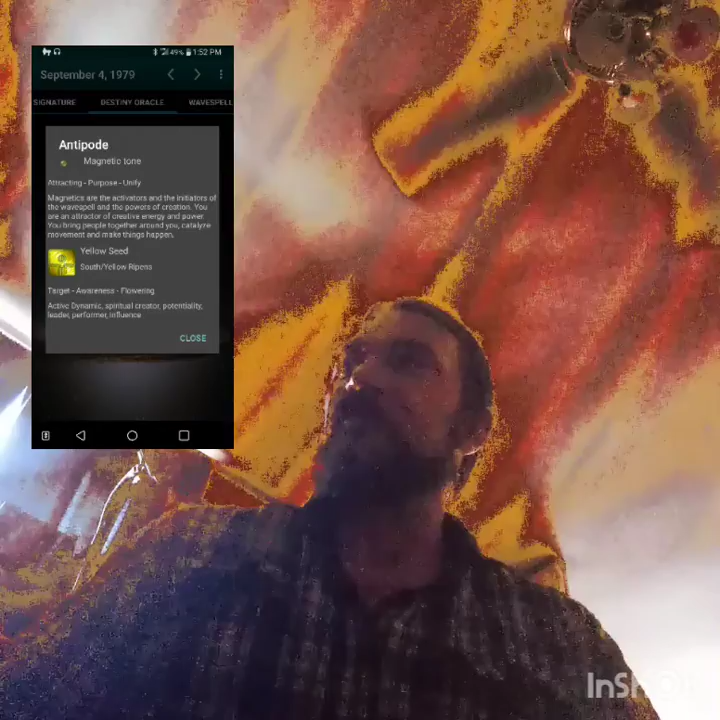 49% 1:52 PM
September 4, 1979
SIGNATURE DESTINY ORACLE WAVESPELL
Antipode
Magnetic tone
Attracting - Purpose - Unify
Magnetics are the activators and the initiators of
the wavespell and the powers of creation. You
are an attractor of creative energy and power.
You bring people together around you, catalyze
movement and make things happen.
Yellow Seed
South/Yellow Ripens
Target - Awareness - Flowering
Active Dynamic, spiritual creator, potentiality,
leader, performer, influence
CLOSE
InShot